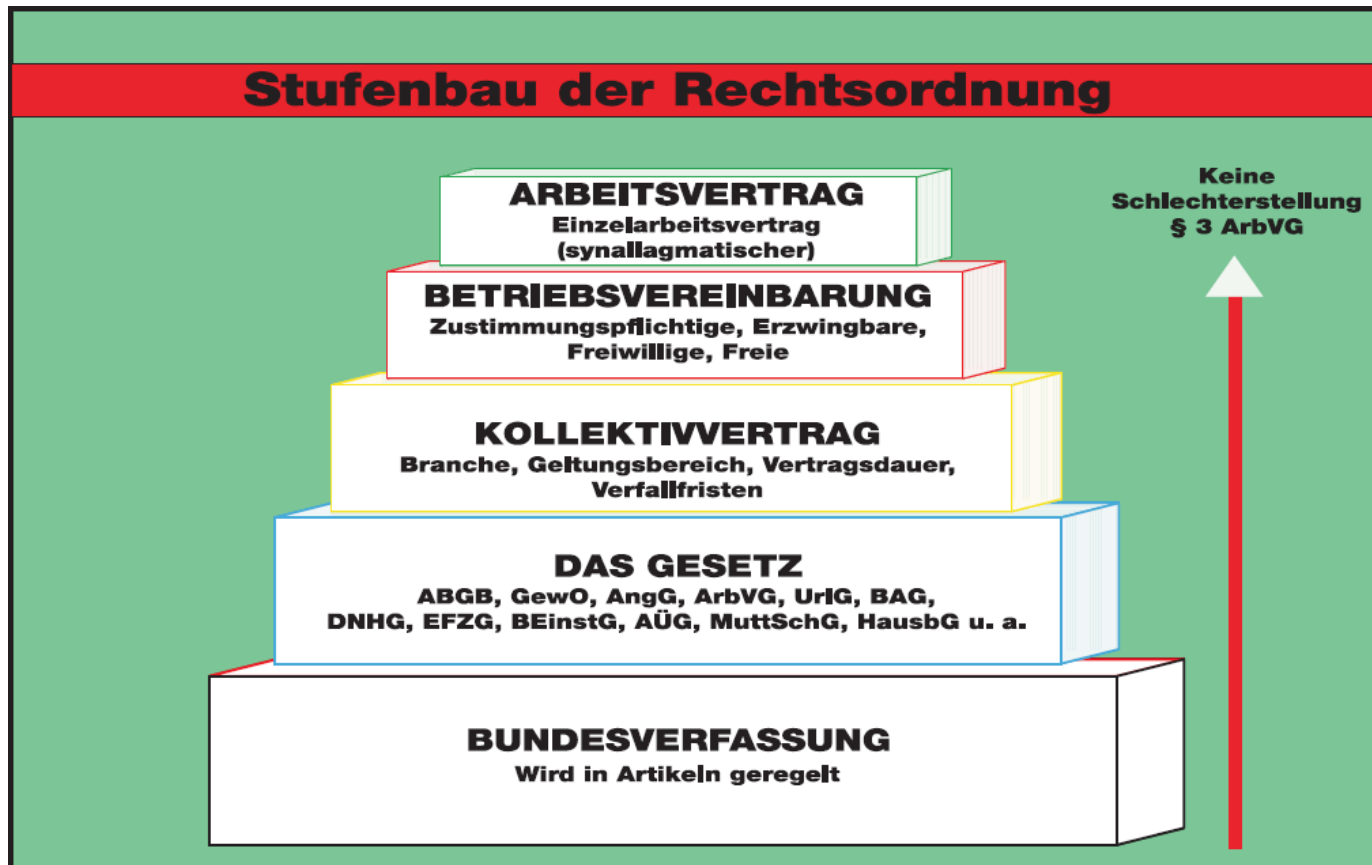 Stufenbau der Rechtsordnung
Keine
Schlechterstellung
§ 3 ArbVG
ARBEITSVERTRAG
Einzelarbeitsvertrag
(synallagmatischer)
BETRIEBSVEREINBARUNG
Zustimmungspflichtige, Erzwingbare,
Freiwillige, Freie
KOLLEKTIVVERTRAG
Branche, Geltungsbereich, Vertragsdauer,
Verfallfristen
DAS GESETZ
ABGB, GewO, AngG, ArbVG, UrlG, BAG,
DNHG, EFZG, BEinstG, AÜG, MuttSchG, HausbG u. a.
BUNDESVERFASSUNG
Wird in Artikeln geregelt